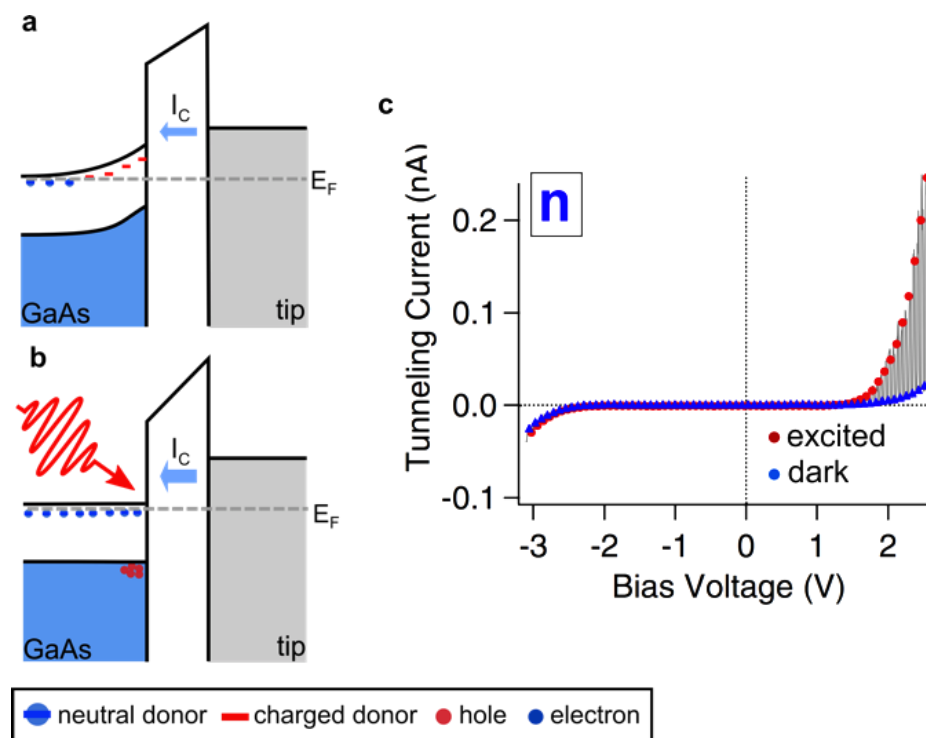 a
I_C
E_F
GaAs
tip
b
I_C
E_F
GaAs
tip
c
n
Tunneling Current (nA)
0.2
0.1
0.0
-0.1
excited
dark
-3 -2 -1 0 1 2
Bias Voltage (V)
neutral donor charged donor hole electron